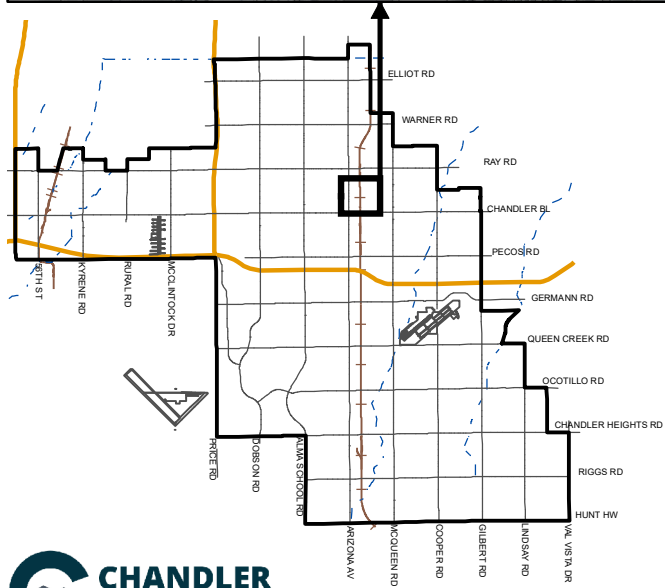 ELLIOT RD
WARNER RD
RAY RD
CHANDLER BL
PECOS RD
GERMANN RD
QUEEN CREEK RD
OCOTILLO RD
CHANDLER HEIGHTS RD
RIGGS RD
HUNT HW
56TH ST
KYRENE RD
RURAL RD
MCCLINTOCK DR
PRICE RD
DOBSON RD
ALMA SCHOOL RD
ARIZONA AV
MCQUEEN RD
COOPER RD
GILBERT RD
LINDSAY RD
VAL VISTA DR
CHANDLER